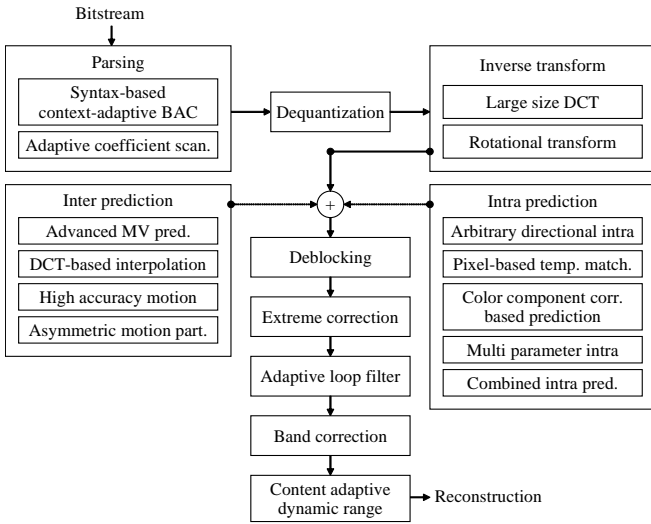 Bitstream
Parsing
Syntax-based
context-adaptive BAC
Adaptive coefficient scan.
Dequantization
Inverse transform
Large size DCT
Rotational transform
Inter prediction
Advanced MV pred.
DCT-based interpolation
High accuracy motion
Asymmetric motion part.
+
Intra prediction
Arbitrary directional intra
Pixel-based temp. match.
Color component corr.
based prediction
Multi parameter intra
Combined intra pred.
Deblocking
Extreme correction
Adaptive loop filter
Band correction
Content adaptive
dynamic range
Reconstruction